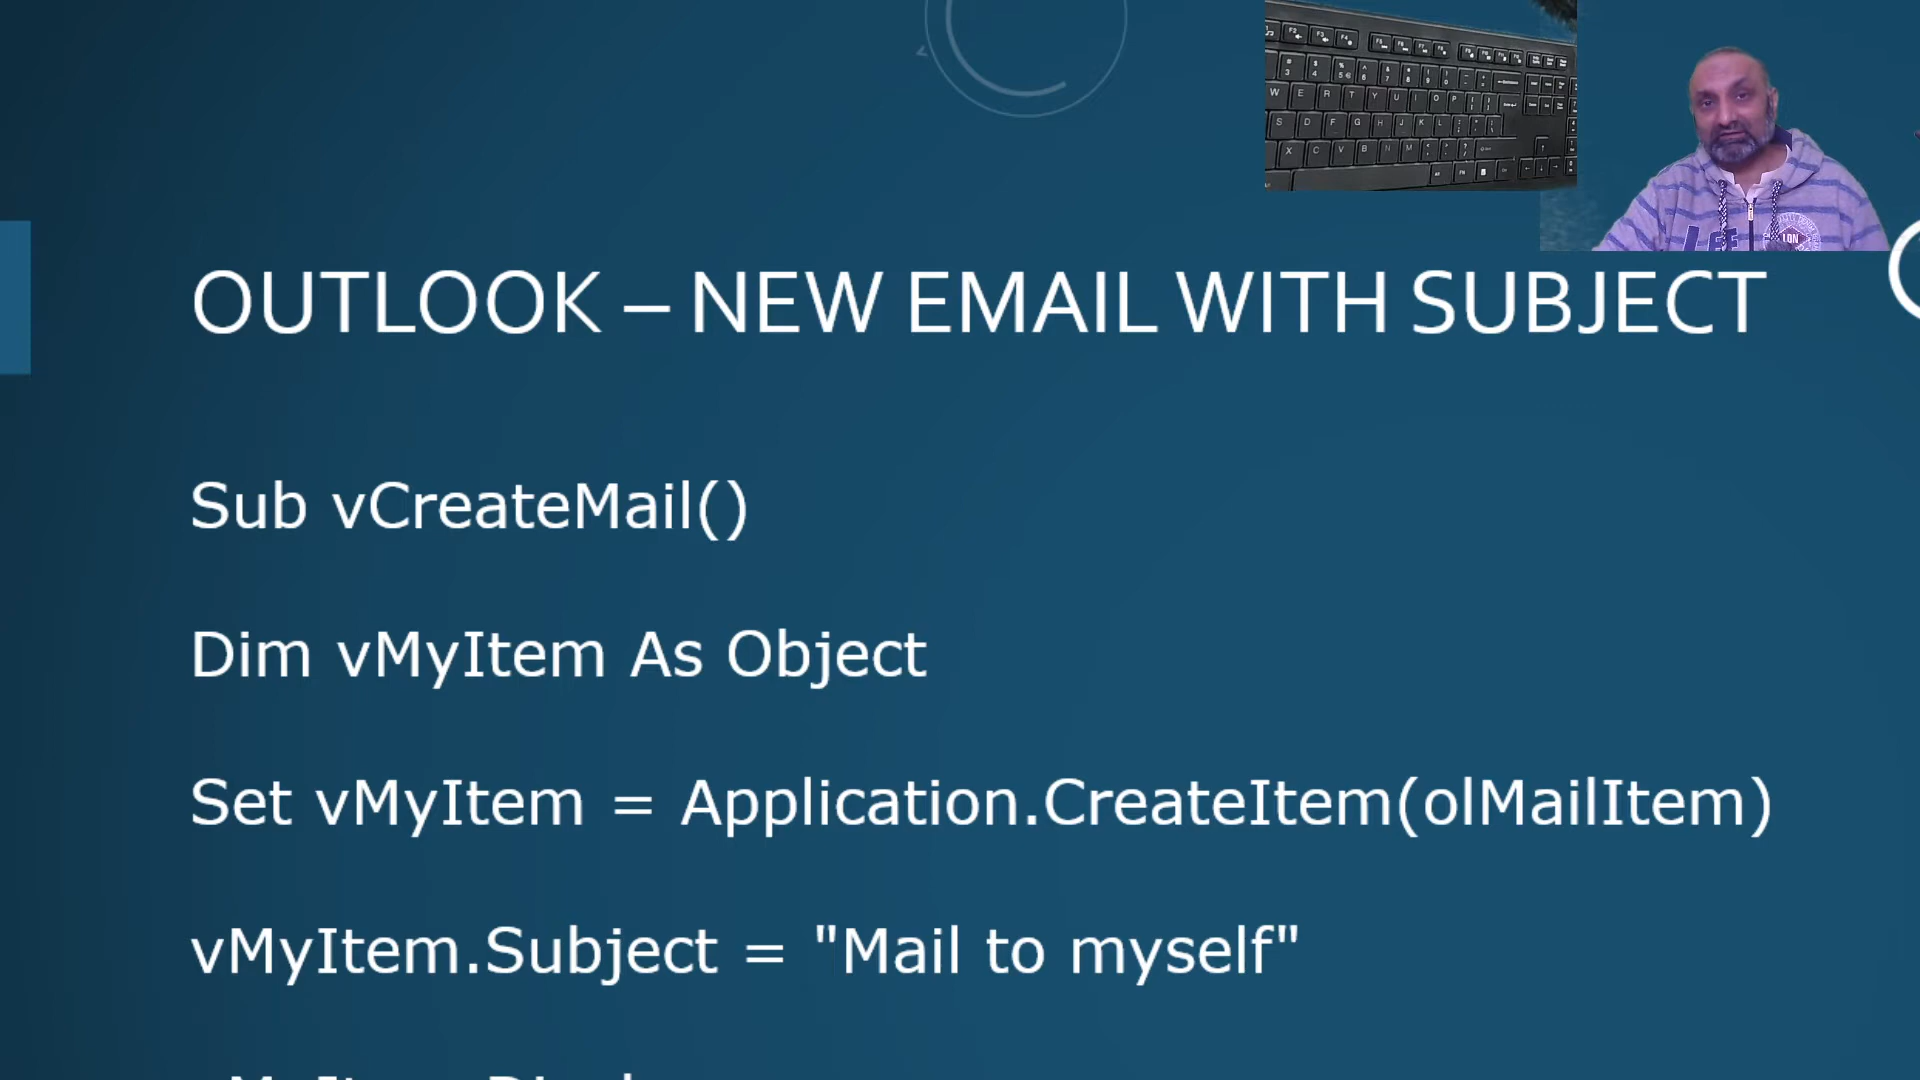 OUTLOOK – NEW EMAIL WITH SUBJECT
Sub vCreateMail()
Dim vMyItem As Object
Set vMyItem = Application.CreateItem(olMailItem)
vMyItem.Subject = "Mail to myself"